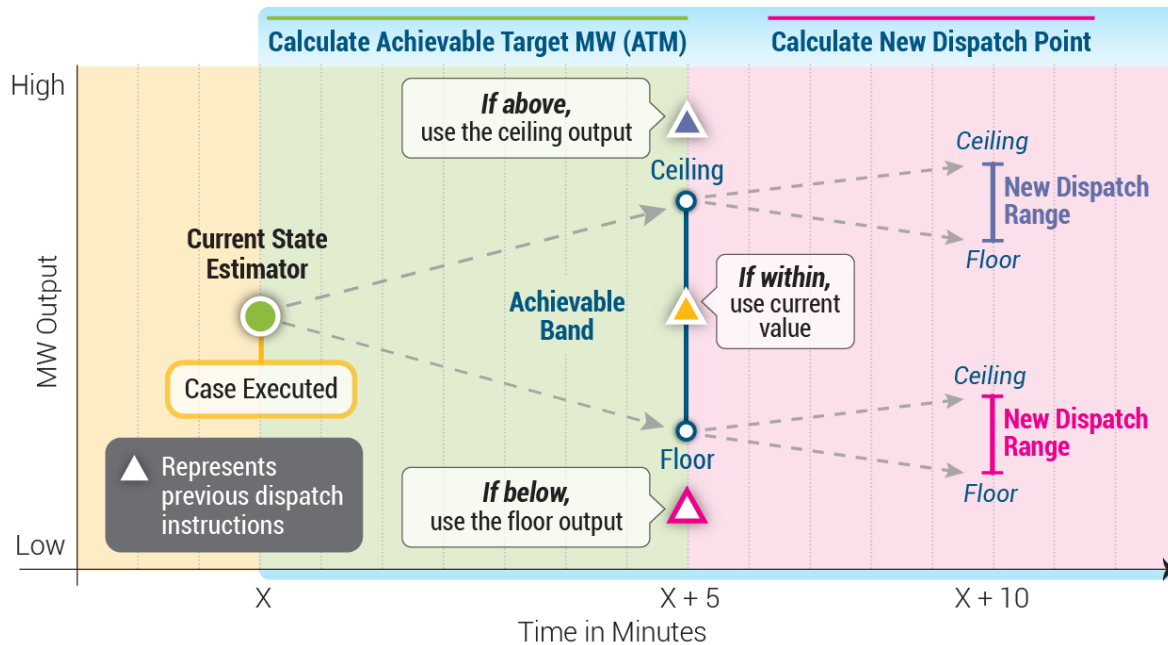 Calculate Achievable Target MW (ATM)
Calculate New Dispatch Point
High
If above,
use the ceiling output
Ceiling
Ceiling
New Dispatch
Range
Floor
Current State
Estimator
MW Output
Achievable
Band
If within,
use current
value
Case Executed
Ceiling
New Dispatch
Range
Floor
Floor
Represents
previous dispatch
instructions
If below,
use the floor output
Low
X
X + 5
X + 10
Time in Minutes